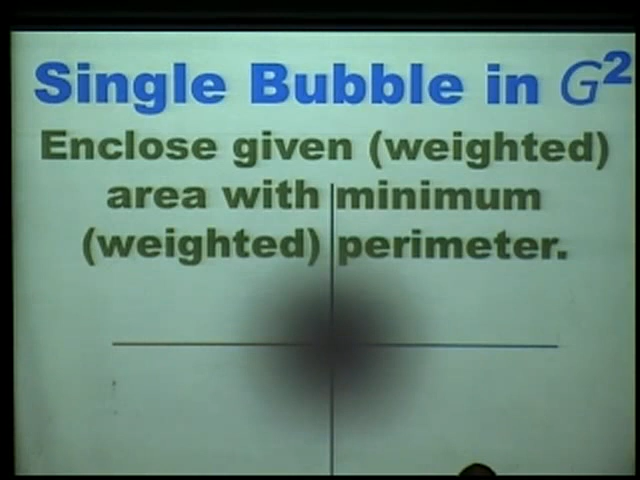 Single Bubble in G²
Enclose given (weighted)
area with minimum
(weighted) perimeter.